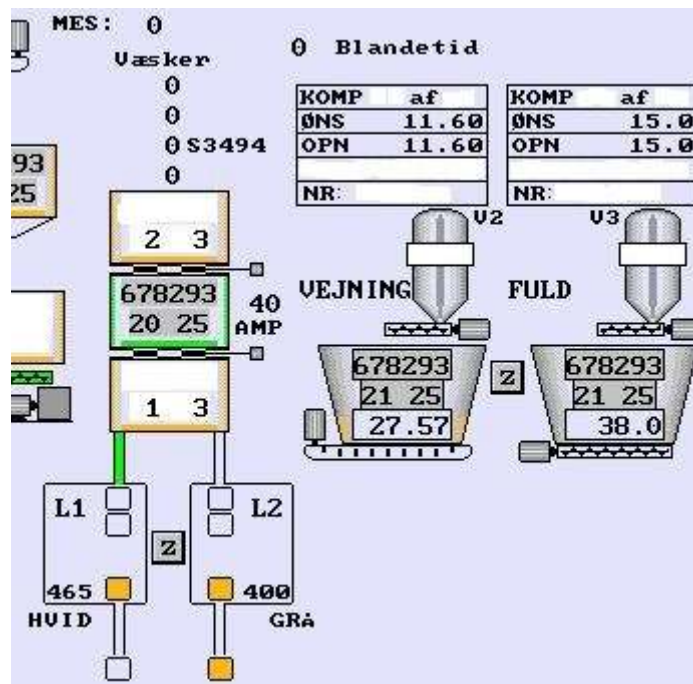 MES: 0
Væsker
0
0
0 S3494
0
0 Blandetid
KOMP af
ØNS 11.60
OPN 11.60
NR:
KOMP af
ØNS 15.0
OPN 15.0
NR:
V2
V3
93
25
2 3
678293
20 25
40
AMP
1 3
VEJNING
FULD
678293
21 25
27.57
Z
678293
21 25
38.0
L1
Z
L2
465
400
HVID
GRA